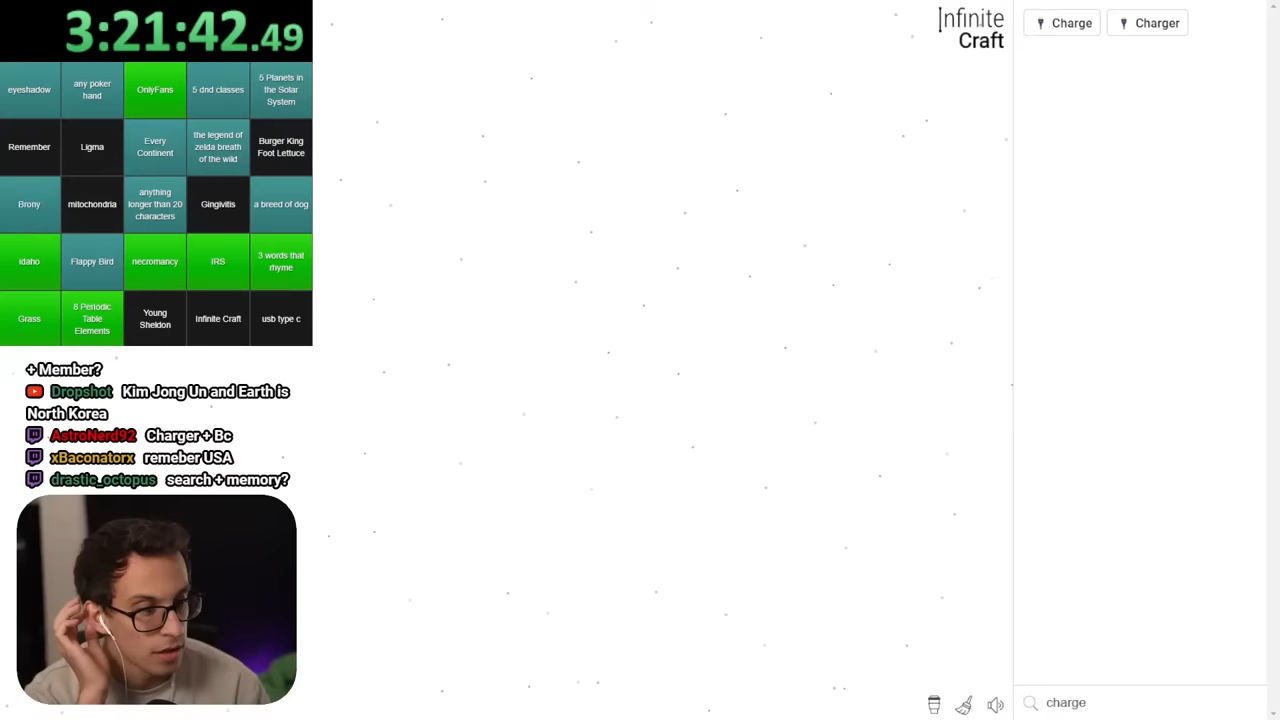 3:21:42.49
eyeshadow
any poker
hand
OnlyFans
5 dnd classes
5 Planets in
the Solar
System
Remember
Ligma
Every
Continent
the legend of
zelda breath
of the wild
Burger King
Foot Lettuce
Brony
mitochondria
anything
longer than 20
characters
Gingivitis
a breed of dog
idaho
Flappy Bird
necromancy
IRS
3 words that
rhyme
Grass
8 Periodic
Table
Elements
Young
Sheldon
Infinite Craft
usb type c
+ Member?
Dropshot Kim Jong Un and Earth is
North Korea
AstroNerd92 Charger + Bc
xBaconatorx remeber USA
drastic_octopus search + memory?
Infinite
Craft
Charge
Charger
charge